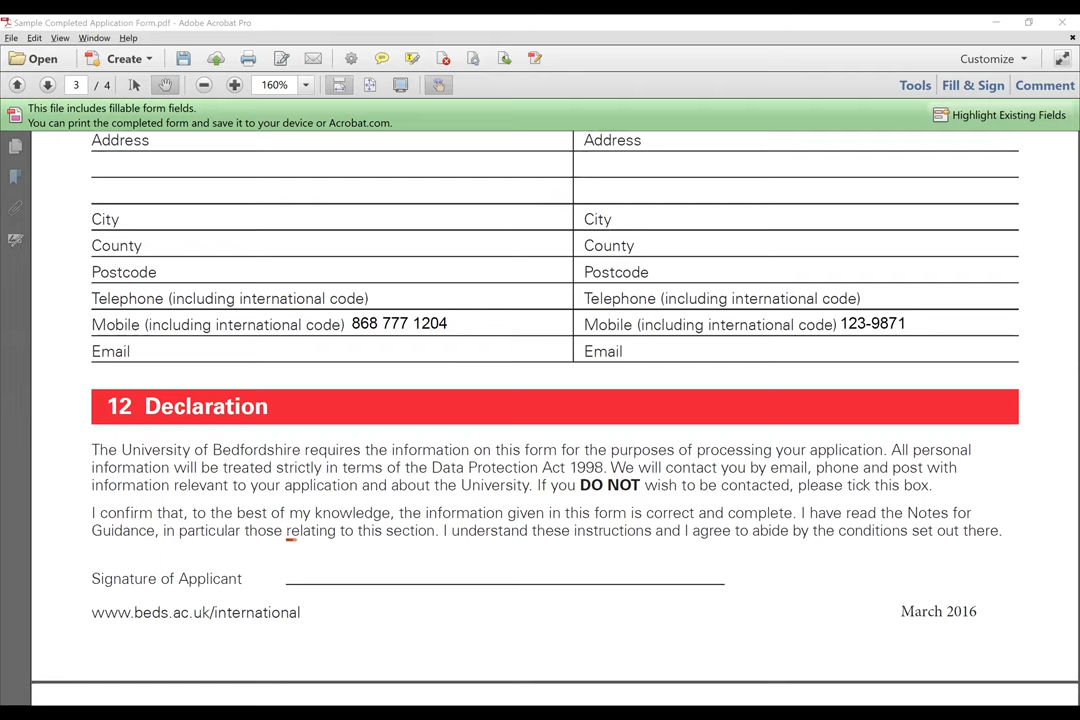 Sample Completed Application Form.pdf - Adobe Acrobat Pro
File Edit View Window Help
Open Create Customize
3 / 4 160% Tools Fill & Sign Comment
This file includes fillable form fields.
You can print the completed form and save it to your device or Acrobat.com.
Highlight Existing Fields
Address Address
City City
County County
Postcode Postcode
Telephone (including international code) Telephone (including international code)
Mobile (including international code) 868 777 1204 Mobile (including international code) 123-9871
Email Email
12 Declaration
The University of Bedfordshire requires the information on this form for the purposes of processing your application. All personal
information will be treated strictly in terms of the Data Protection Act 1998. We will contact you by email, phone and post with
information relevant to your application and about the University. If you DO NOT wish to be contacted, please tick this box.
I confirm that, to the best of my knowledge, the information given in this form is correct and complete. I have read the Notes for
Guidance, in particular those relating to this section. I understand these instructions and I agree to abide by the conditions set out there.
Signature of Applicant
www.beds.ac.uk/international March 2016